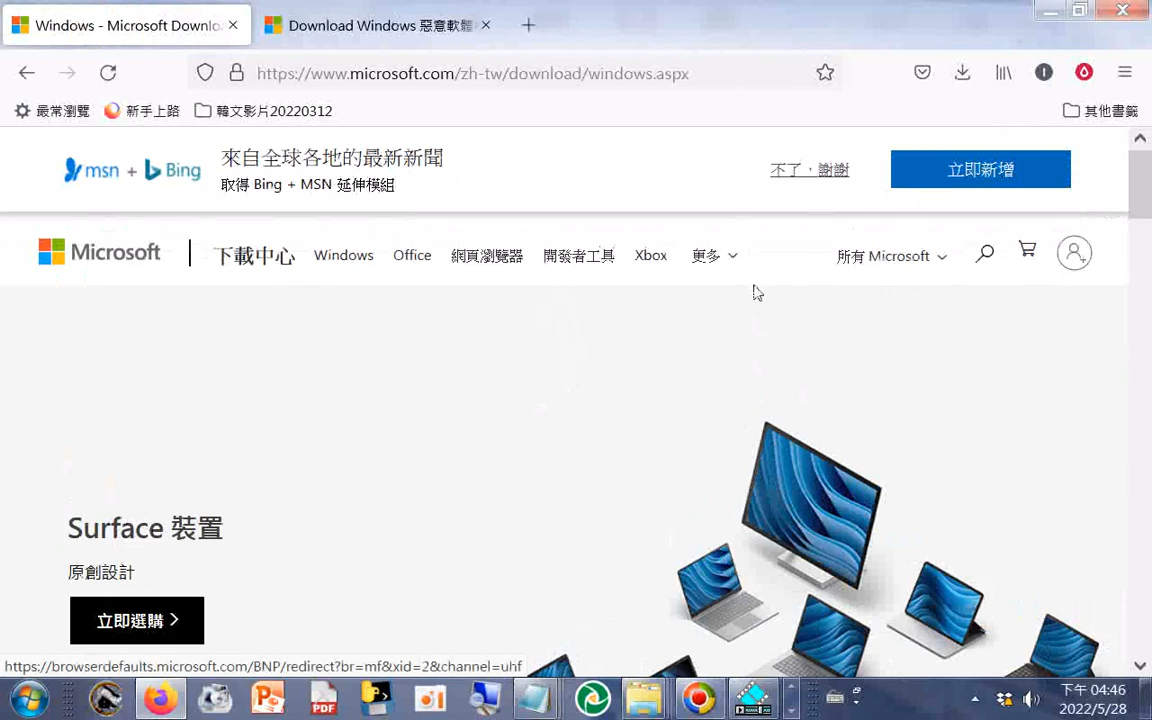 Windows - Microsoft Downlo
Download Windows 惡意軟體
https://www.microsoft.com/zh-tw/download/windows.aspx
最常瀏覽
新手上路
韓文影片20220312
其他書籤
msn + Bing
來自全球各地的最新新聞
取得 Bing + MSN 延伸模組
不了，謝謝
立即新增
Microsoft
下載中心
Windows
Office
網頁瀏覽器
開發者工具
Xbox
更多
所有 Microsoft
Surface 裝置
原創設計
立即選購
https://browserdefaults.microsoft.com/BNP/redirect?br=mf&xid=2&channel=uhf
PDF
下午 04:46
2022/5/28